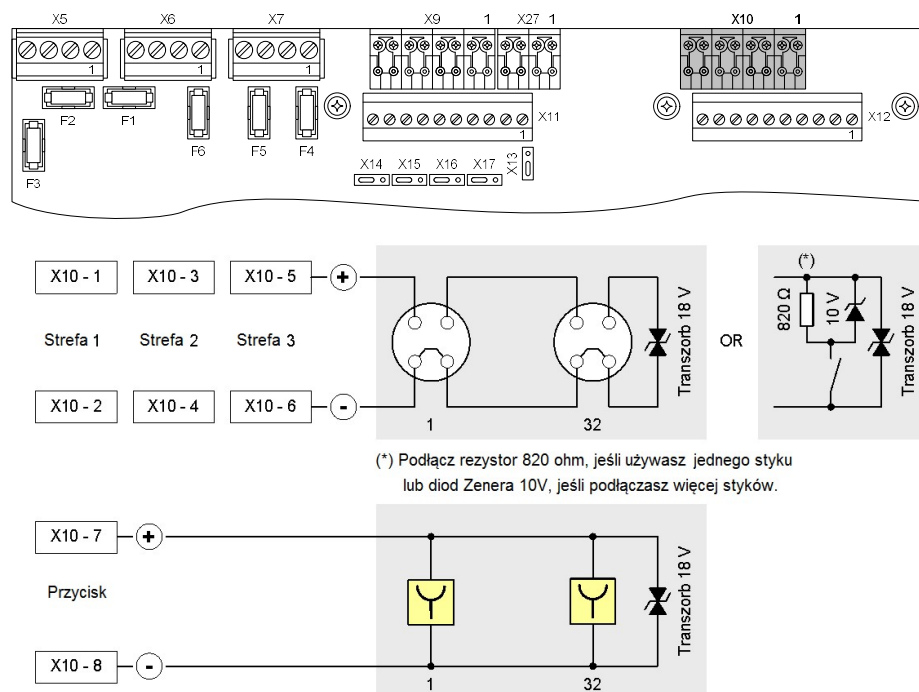 X5 X6 X7 X9 1 X27 1 X10 1
1 1 1
F2 F1 F6 F5 F4 X11 X12
1 1
F3 X14 X15 X16 X17 X13
X10 - 1 X10 - 3 X10 - 5 + (*)
820 Ω 10 V Transzorb 18 V
Strefa 1 Strefa 2 Strefa 3 Transzorb 18 V OR
X10 - 2 X10 - 4 X10 - 6 -
1 32
(*) Podłącz rezystor 820 ohm, jeśli używasz jednego styku
lub diod Zenera 10V, jeśli podłączasz więcej styków.
X10 - 7 +
Przycisk Transzorb 18 V
X10 - 8 -
1 32